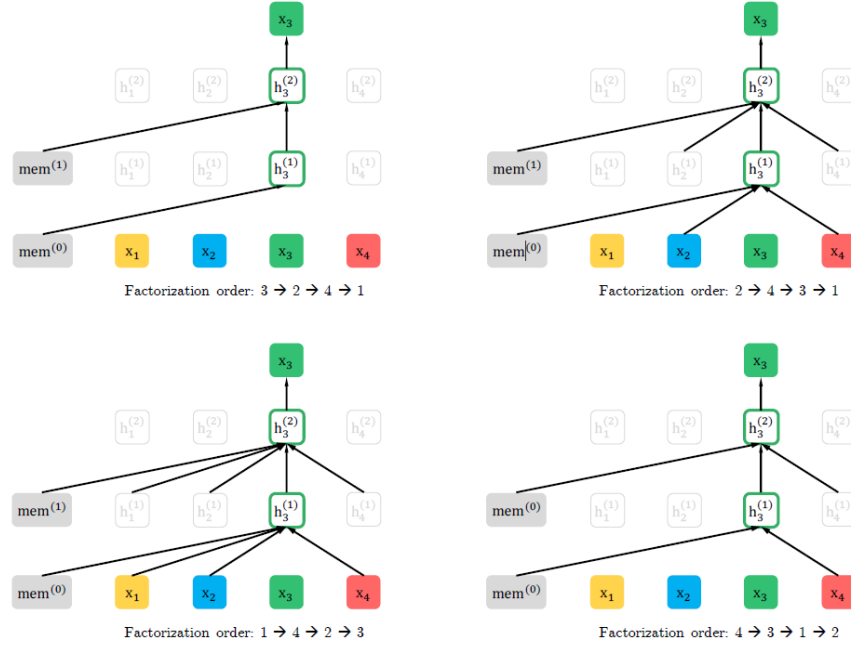 x₃ x₃
h₁⁽²⁾ h₂⁽²⁾ h₃⁽²⁾ h₄⁽²⁾ h₁⁽²⁾ h₂⁽²⁾ h₃⁽²⁾ h₄⁽²⁾
mem⁽¹⁾ h₁⁽¹⁾ h₂⁽¹⁾ h₃⁽¹⁾ h₄⁽¹⁾ mem⁽¹⁾ h₁⁽¹⁾ h₂⁽¹⁾ h₃⁽¹⁾ h₄⁽¹⁾
mem⁽⁰⁾ x₁ x₂ x₃ x₄ mem⁽⁰⁾ x₁ x₂ x₃ x₄
Factorization order: 3 → 2 → 4 → 1 Factorization order: 2 → 4 → 3 → 1
x₃ x₃
h₁⁽²⁾ h₂⁽²⁾ h₃⁽²⁾ h₄⁽²⁾ h₁⁽²⁾ h₂⁽²⁾ h₃⁽²⁾ h₄⁽²⁾
mem⁽¹⁾ h₁⁽¹⁾ h₂⁽¹⁾ h₃⁽¹⁾ h₄⁽¹⁾ mem⁽⁰⁾ h₁⁽¹⁾ h₂⁽¹⁾ h₃⁽¹⁾ h₄⁽¹⁾
mem⁽⁰⁾ x₁ x₂ x₃ x₄ mem⁽⁰⁾ x₁ x₂ x₃ x₄
Factorization order: 1 → 4 → 2 → 3 Factorization order: 4 → 3 → 1 → 2